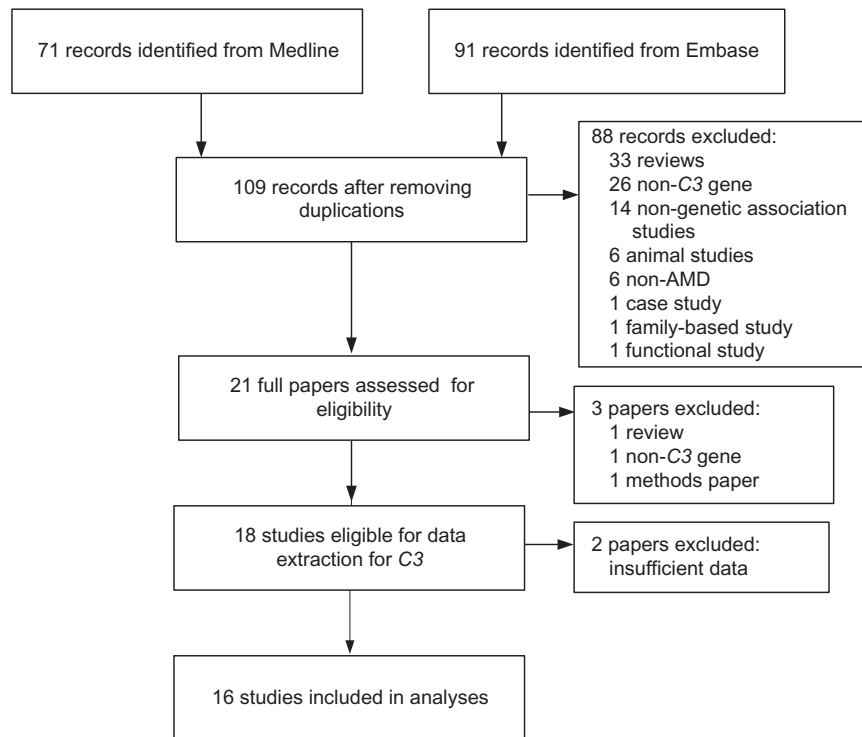 71 records identified from Medline
91 records identified from Embase
109 records after removing
duplications
88 records excluded:
33 reviews
26 non-C3 gene
14 non-genetic association
studies
6 animal studies
6 non-AMD
1 case study
1 family-based study
1 functional study
21 full papers assessed for
eligibility
3 papers excluded:
1 review
1 non-C3 gene
1 methods paper
18 studies eligible for data
extraction for C3
2 papers excluded:
insufficient data
16 studies included in analyses